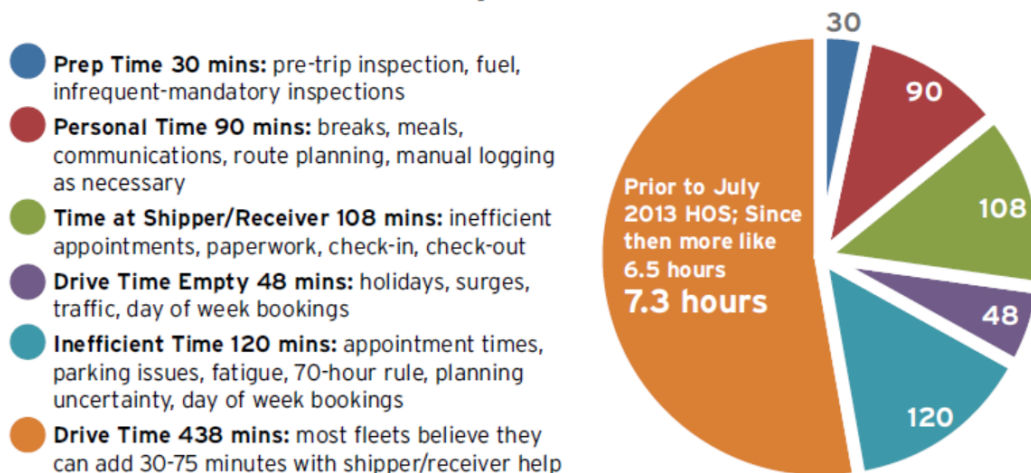 Prep Time 30 mins: pre-trip inspection, fuel,
infrequent-mandatory inspections
Personal Time 90 mins: breaks, meals,
communications, route planning, manual logging
as necessary
Time at Shipper/Receiver 108 mins: inefficient
appointments, paperwork, check-in, check-out
Drive Time Empty 48 mins: holidays, surges,
traffic, day of week bookings
Inefficient Time 120 mins: appointment times,
parking issues, fatigue, 70-hour rule, planning
uncertainty, day of week bookings
Drive Time 438 mins: most fleets believe they
can add 30-75 minutes with shipper/receiver help
30
90
108
48
120
Prior to July
2013 HOS; Since
then more like
6.5 hours
7.3 hours